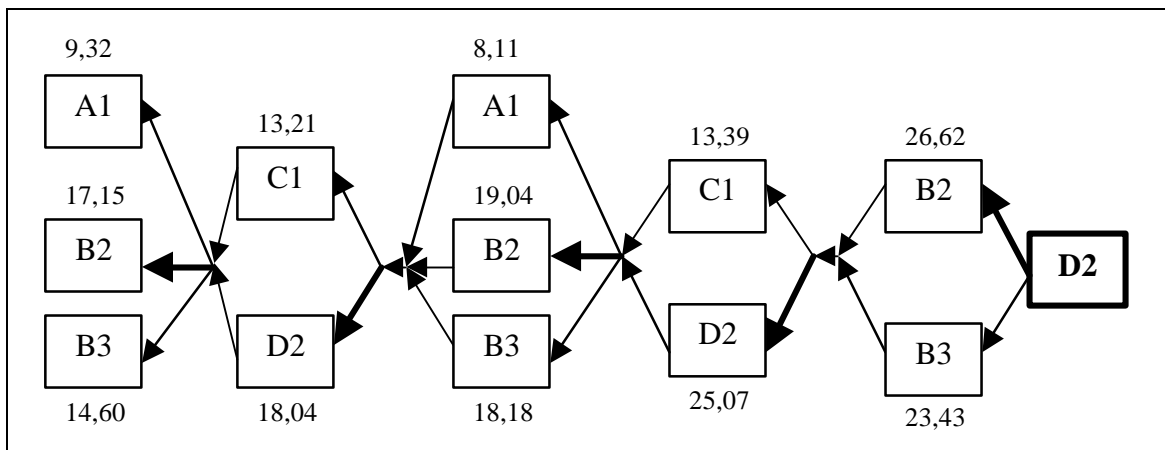 9,32 8,11
A1 A1
13,21 13,39 26,62
C1 C1 B2
17,15 19,04
B2 B2 D2
B3 D2 B3 D2 B3
14,60 18,04 18,18 25,07 23,43